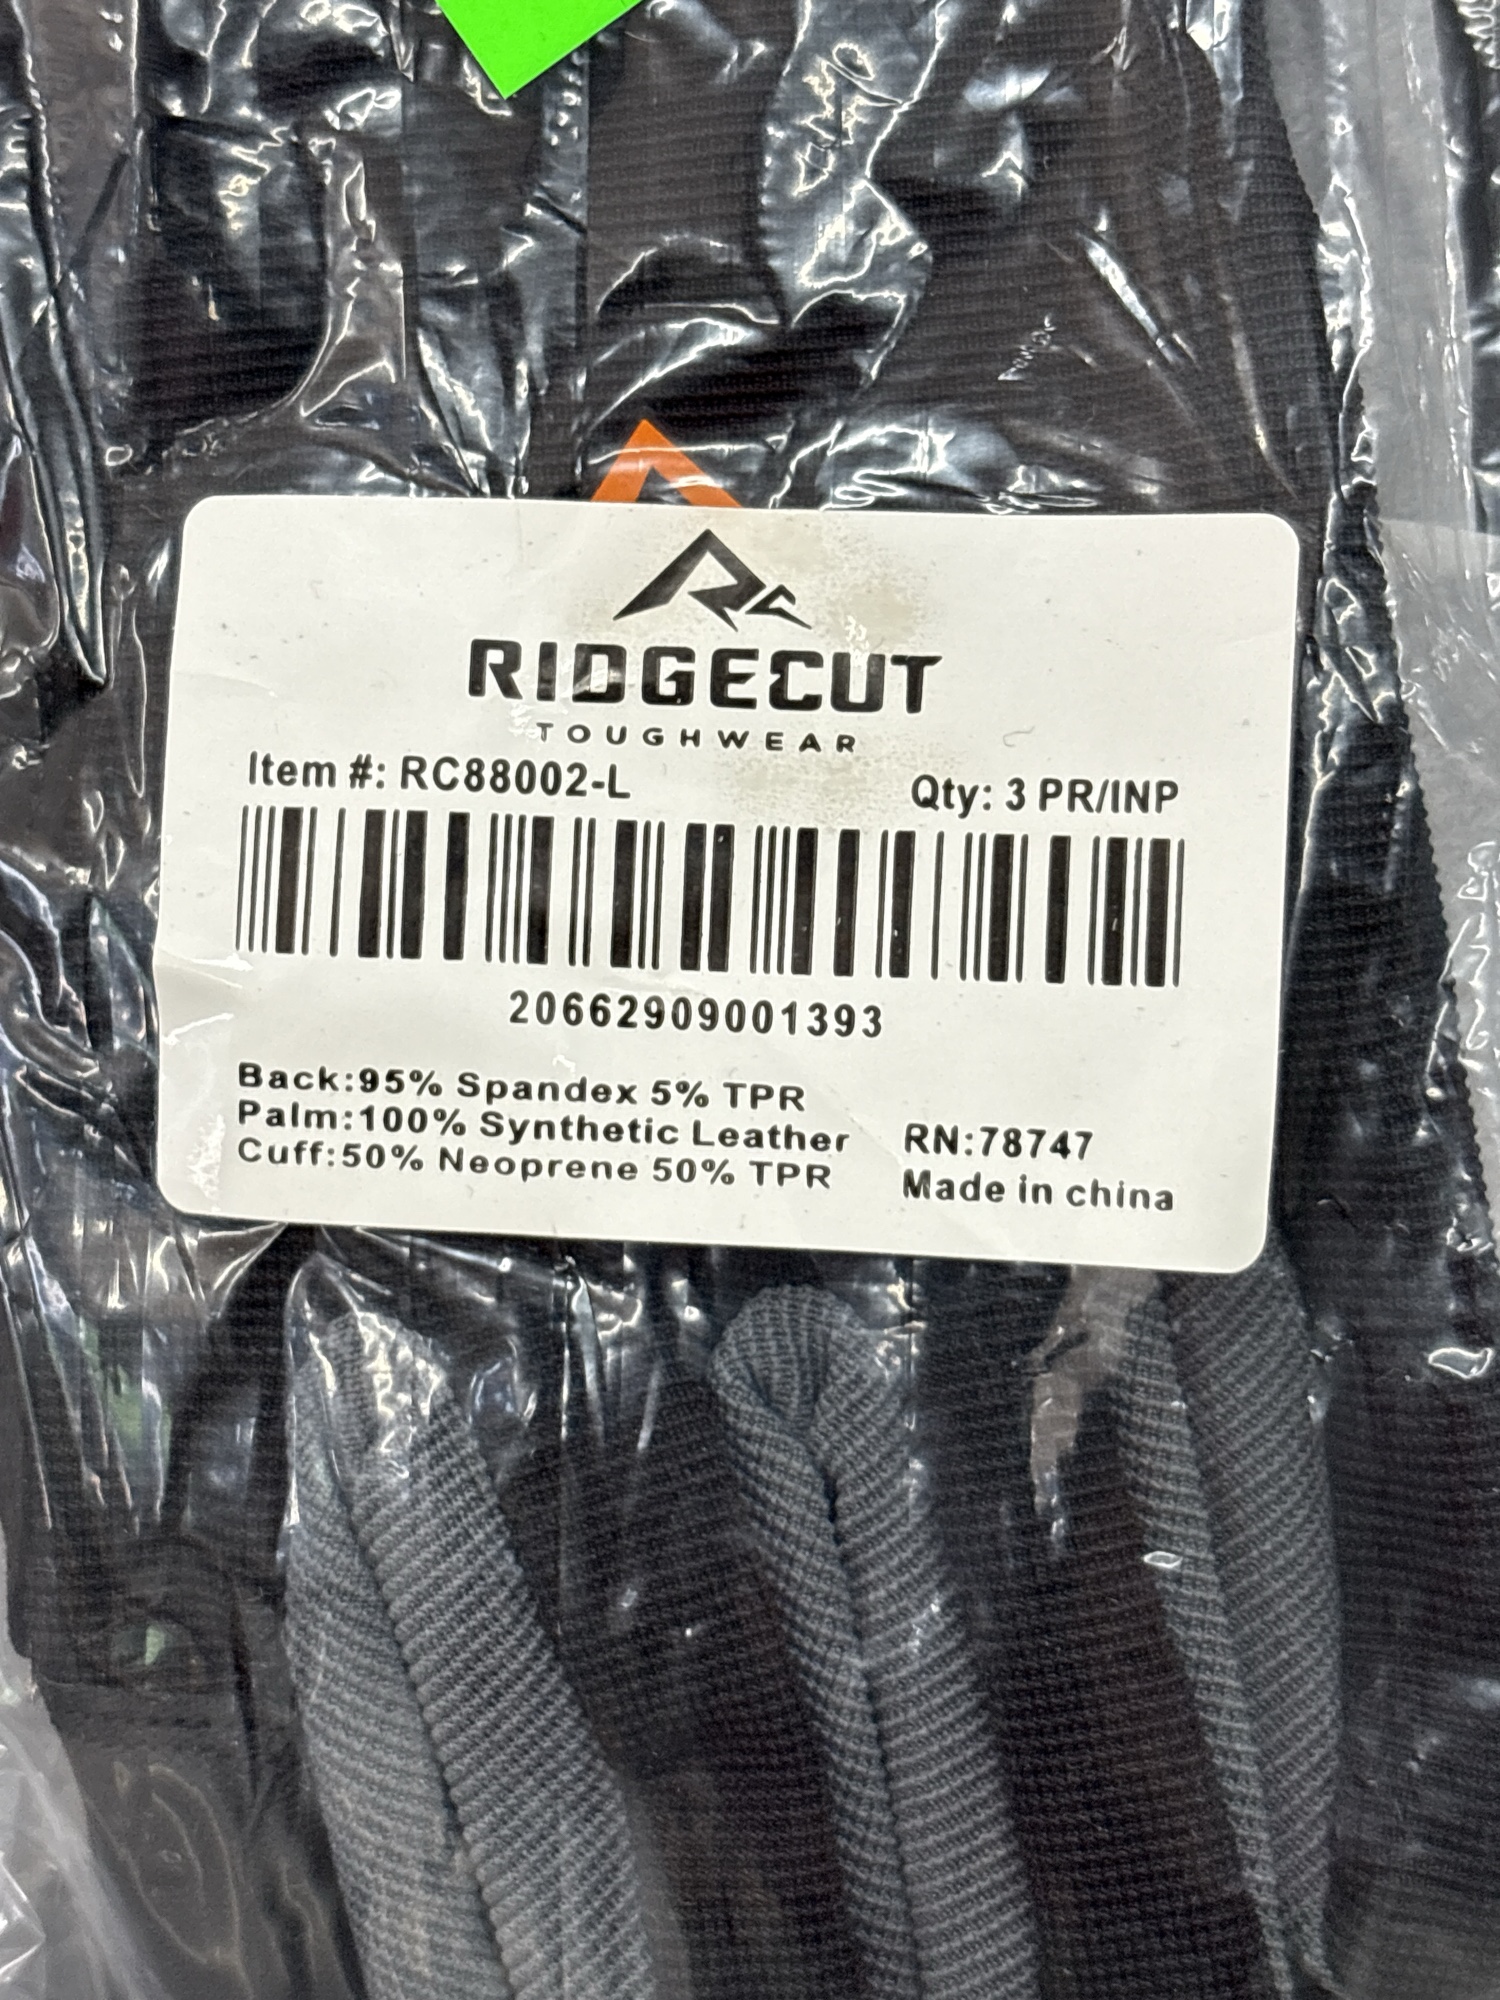 RIDGECUT
TOUGHWEAR
Item #: RC88002-L
Qty: 3 PR/INP
20662909001393
Back:95% Spandex 5% TPR
Palm:100% Synthetic Leather
Cuff:50% Neoprene 50% TPR
RN:78747
Made in china